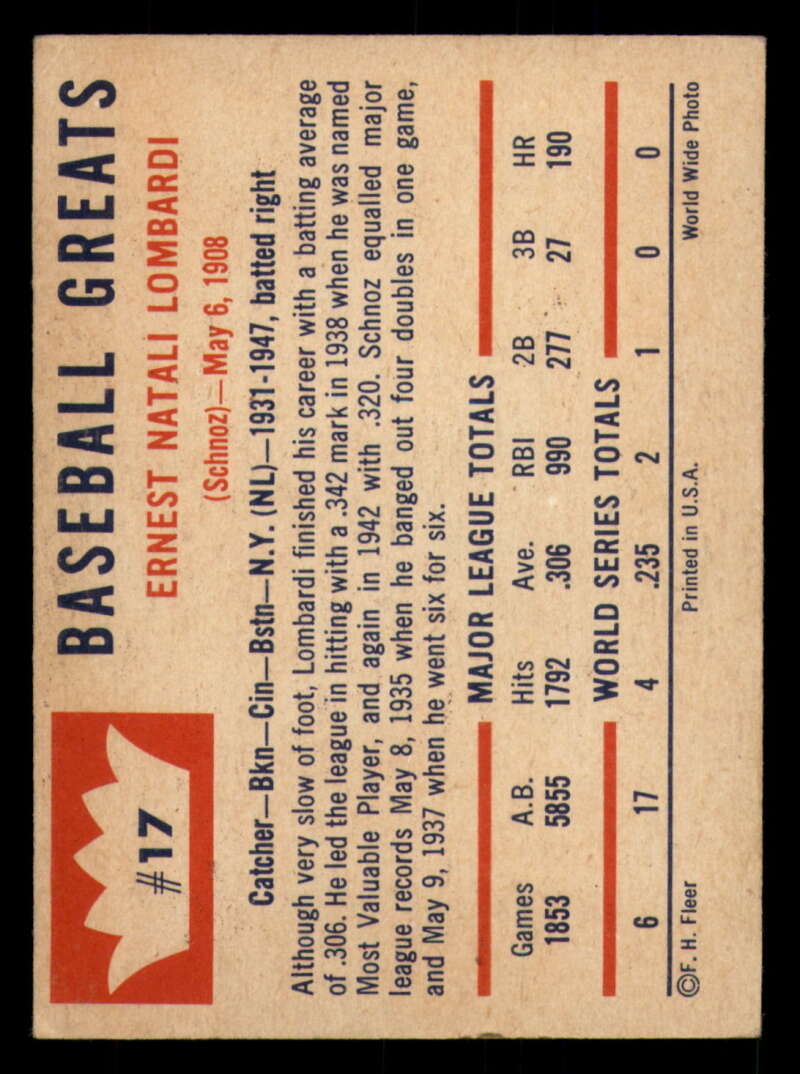 #17
BASEBALL GREATS
ERNEST NATALI LOMBARDI
(Schnoz)—May 6, 1908
Catcher—Bkn—Cin—Bstn—N.Y. (NL)—1931-1947, batted right
Although very slow of foot, Lombardi finished his career with a batting average
of .306. He led the league in hitting with a .342 mark in 1938 when he was named
Most Valuable Player, and again in 1942 with .320. Schnoz equalled major
league records May 8, 1935 when he banged out four doubles in one game,
and May 9, 1937 when he went six for six.
MAJOR LEAGUE TOTALS
Games A.B. Hits Ave. RBI 2B 3B HR
1853 5855 1792 .306 990 277 27 190
WORLD SERIES TOTALS
6 17 4 .235 2 1 0 0
©F. H. Fleer Printed in U.S.A. World Wide Photo